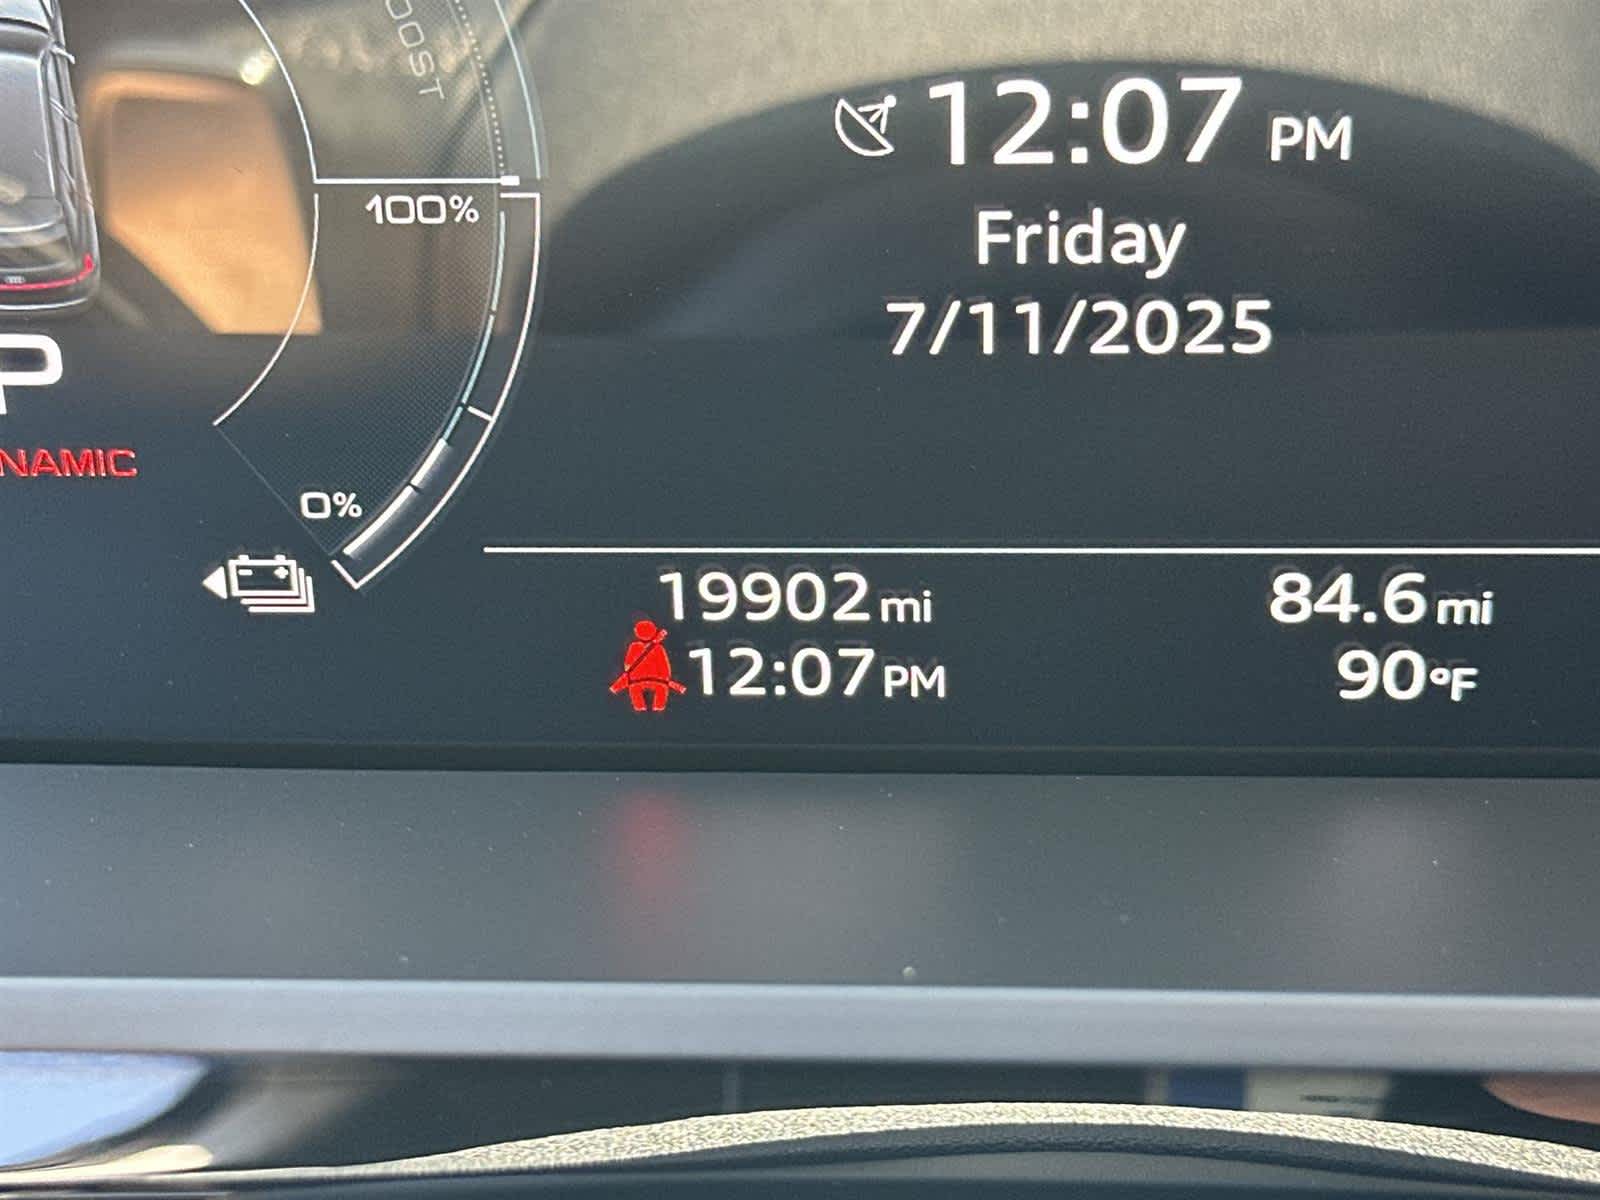 OOST
12:07 PM
100%
Friday
7/11/2025
P
NAMIC
0%
19902 mi
84.6 mi
12:07 PM
90°F